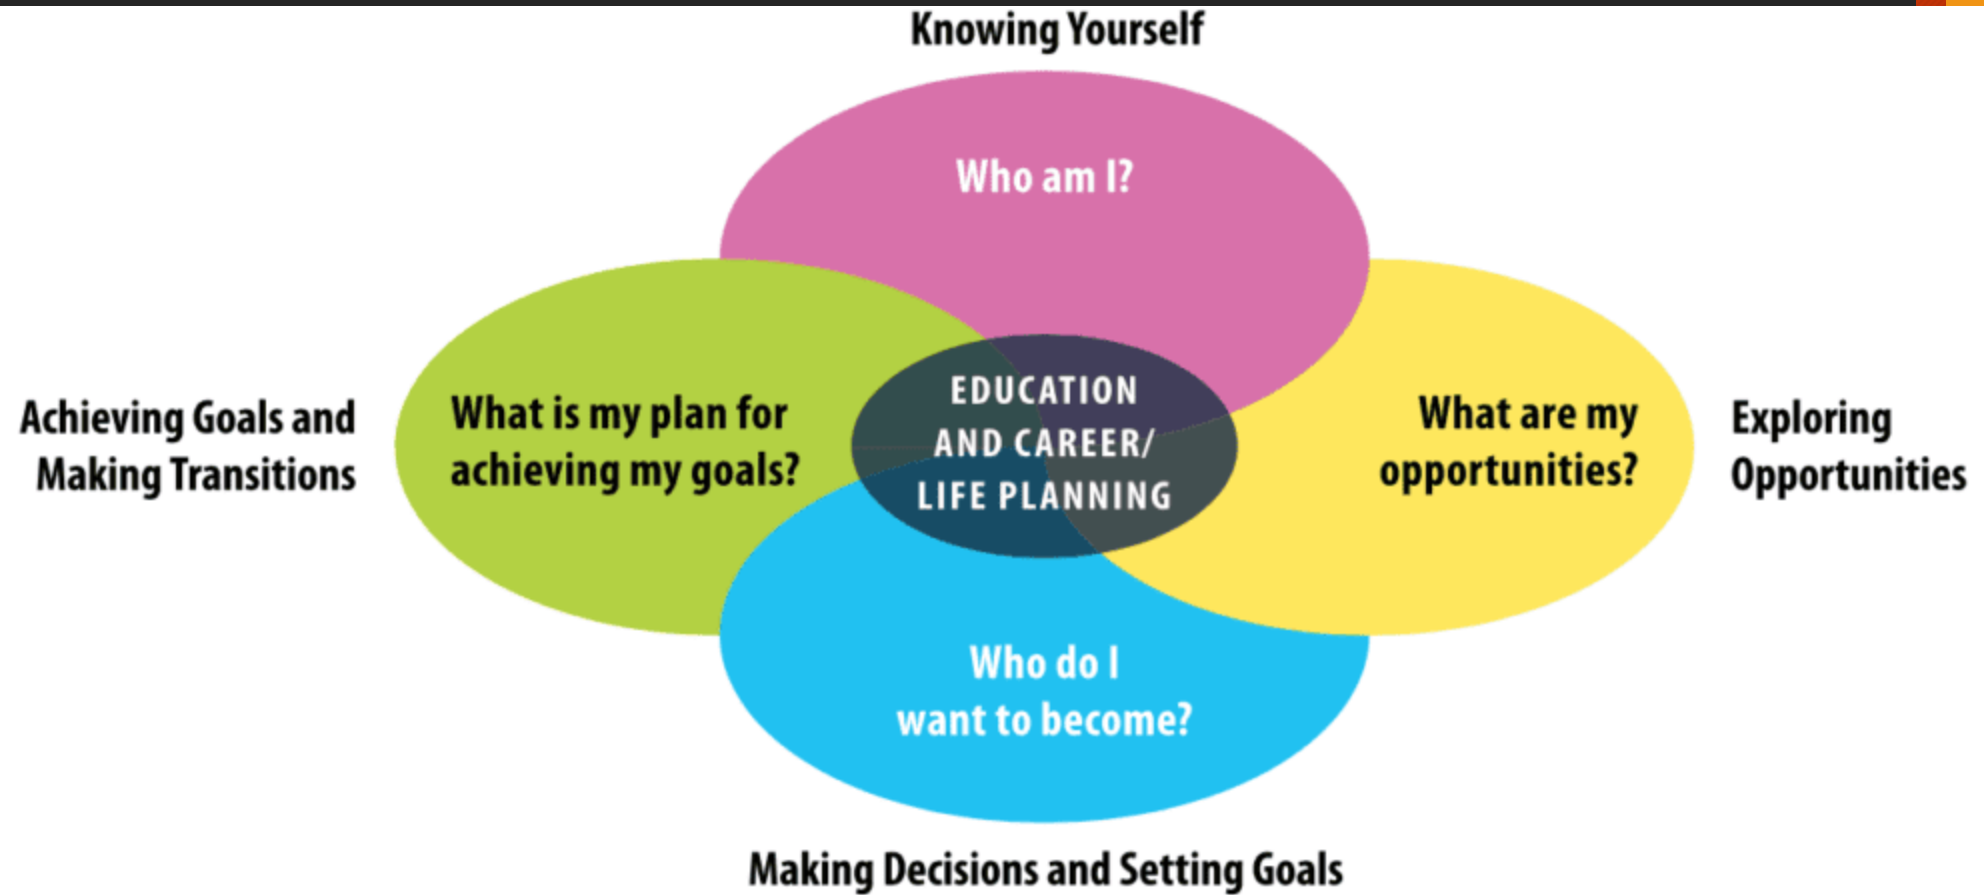 Knowing Yourself
Who am I?
Achieving Goals and
Making Transitions
What is my plan for
achieving my goals?
EDUCATION
AND CAREER/
LIFE PLANNING
What are my
opportunities?
Exploring
Opportunities
Who do I
want to become?
Making Decisions and Setting Goals